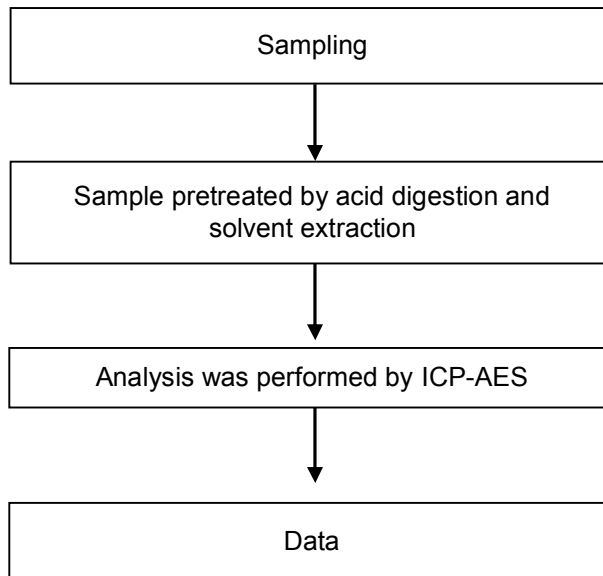 Sampling
Sample pretreated by acid digestion and
solvent extraction
Analysis was performed by ICP-AES
Data